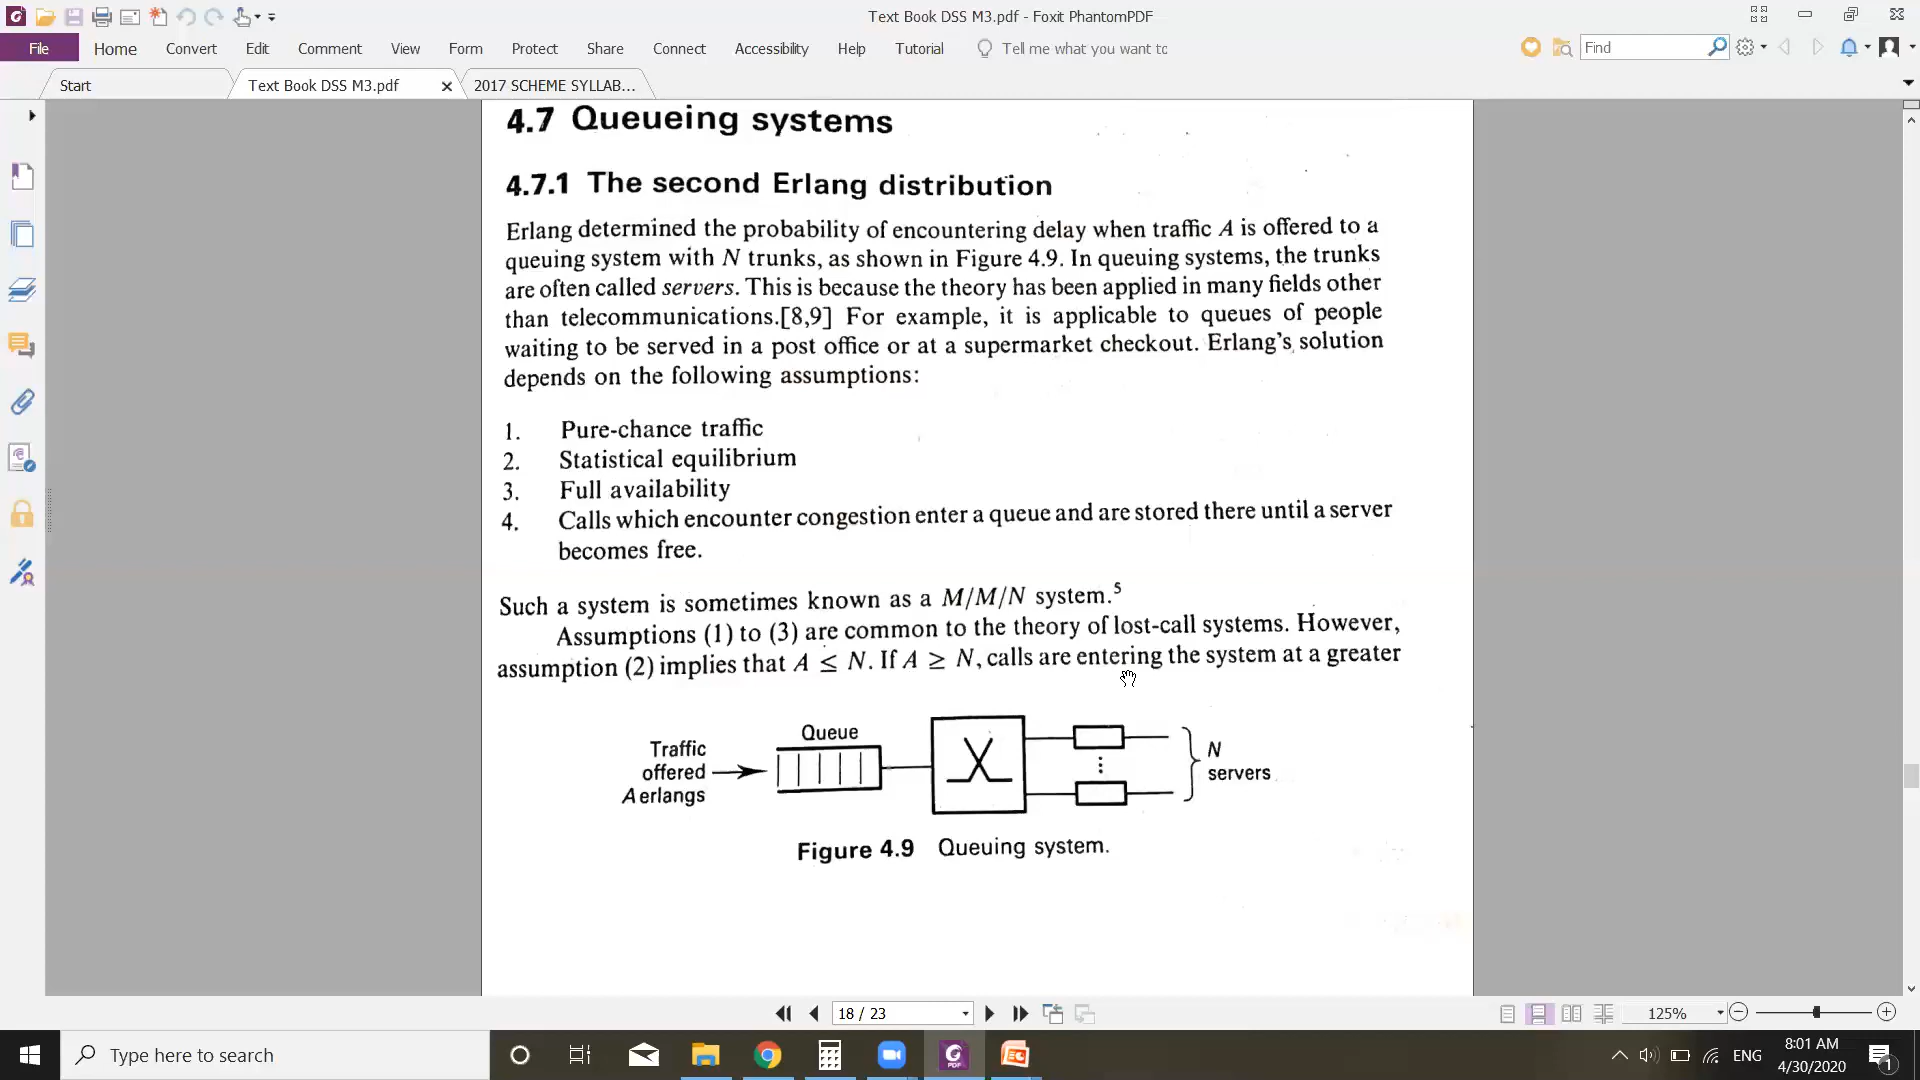 Text Book DSS M3.pdf - Foxit PhantomPDF
File Home Convert Edit Comment View Form Protect Share Connect Accessibility Help Tutorial Tell me what you want to Find
Start Text Book DSS M3.pdf 2017 SCHEME SYLLAB...
4.7 Queueing systems
4.7.1 The second Erlang distribution
Erlang determined the probability of encountering delay when traffic A is offered to a
queuing system with N trunks, as shown in Figure 4.9. In queuing systems, the trunks
are often called servers. This is because the theory has been applied in many fields other
than telecommunications.[8,9] For example, it is applicable to queues of people
waiting to be served in a post office or at a supermarket checkout. Erlang's solution
depends on the following assumptions:
1. Pure-chance traffic
2. Statistical equilibrium
3. Full availability
4. Calls which encounter congestion enter a queue and are stored there until a server
becomes free.
Such a system is sometimes known as a M/M/N system.⁵
Assumptions (1) to (3) are common to the theory of lost-call systems. However,
assumption (2) implies that A ≤ N. If A ≥ N, calls are entering the system at a greater
Queue
Traffic
offered
A erlangs
N
servers
Figure 4.9 Queuing system.
18 / 23
125%
Type here to search
ENG
8:01 AM
4/30/2020
1